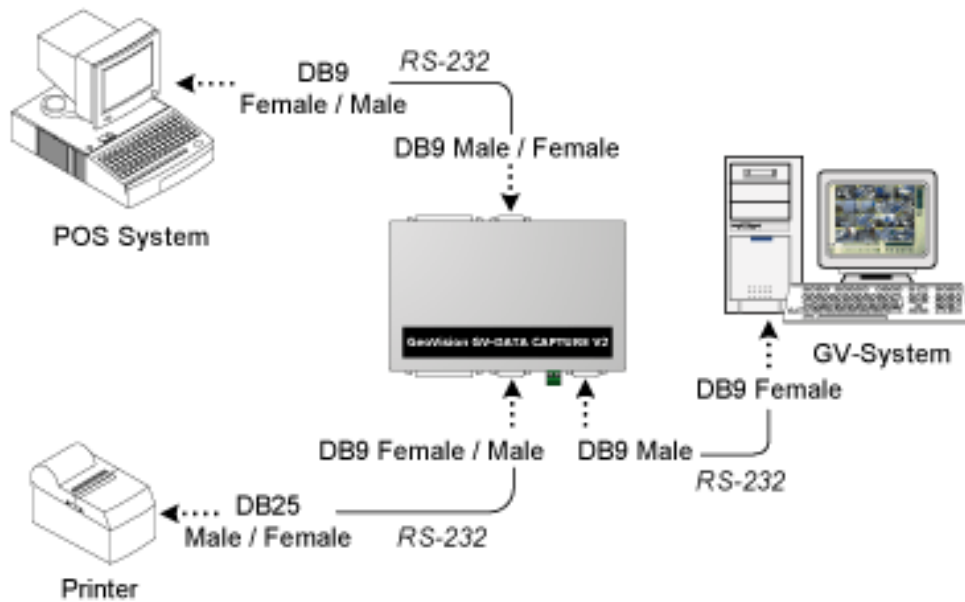 RS-232
DB9
Female / Male
DB9 Male / Female
POS System
GeoVision GV-DATA CAPTURE V2
GV-System
DB9 Female
DB9 Female / Male
DB9 Male
RS-232
DB25
Male / Female
RS-232
Printer